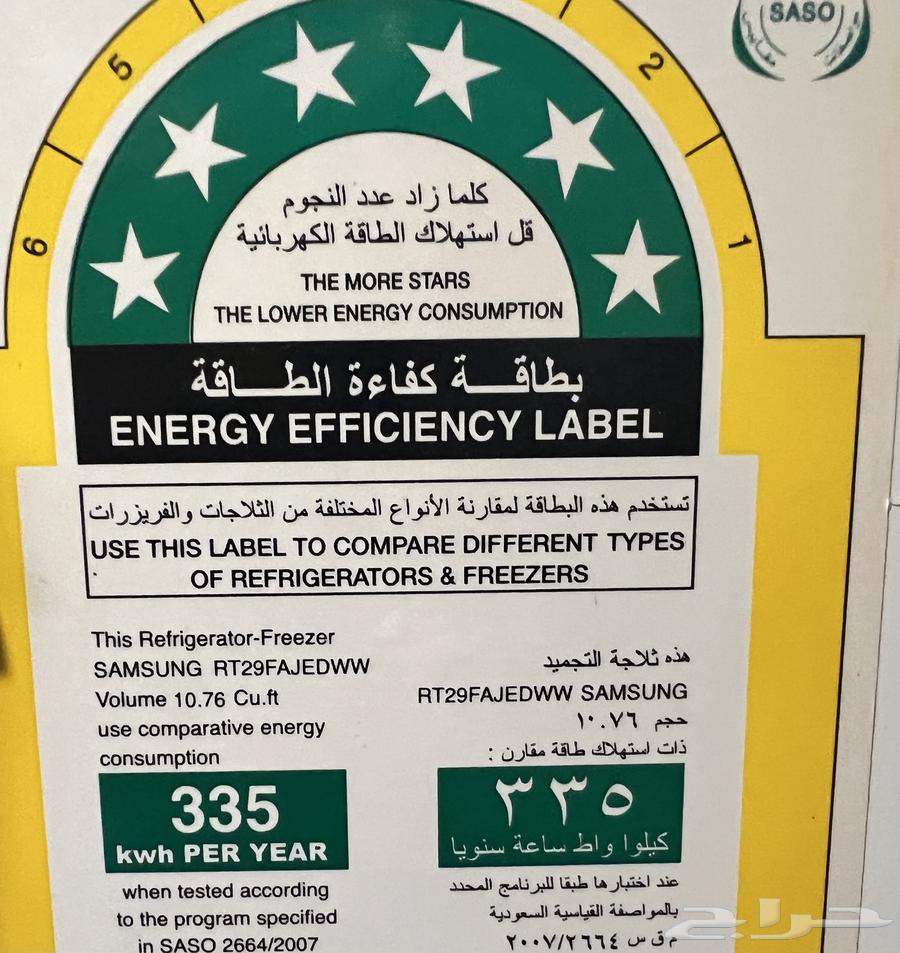 SASO
5
2
6
1
كلما زاد عدد النجوم
قل استهلاك الطاقة الكهربائية
THE MORE STARS
THE LOWER ENERGY CONSUMPTION
بطاقـــة كفاءة الطـــاقة
ENERGY EFFICIENCY LABEL
تستخدم هذه البطاقة لمقارنة الأنواع المختلفة من الثلاجات والفريزرات
USE THIS LABEL TO COMPARE DIFFERENT TYPES
OF REFRIGERATORS & FREEZERS
This Refrigerator-Freezer
SAMSUNG RT29FAJEDWW
Volume 10.76 Cu.ft
use comparative energy
consumption
335
kwh PER YEAR
when tested according
to the program specified
in SASO 2664/2007
هذه ثلاجة التجميد
RT29FAJEDWW SAMSUNG
حجم ١٠.٧٦
ذات استهلاك طاقة مقارن :
٣٣٥
كيلوا واط ساعة سنويا
عند اختبارها طبقا للبرنامج المحدد
بالمواصفة القياسية السعودية
م ق س ٢٠٠٧/٢٦٦٤
حراج